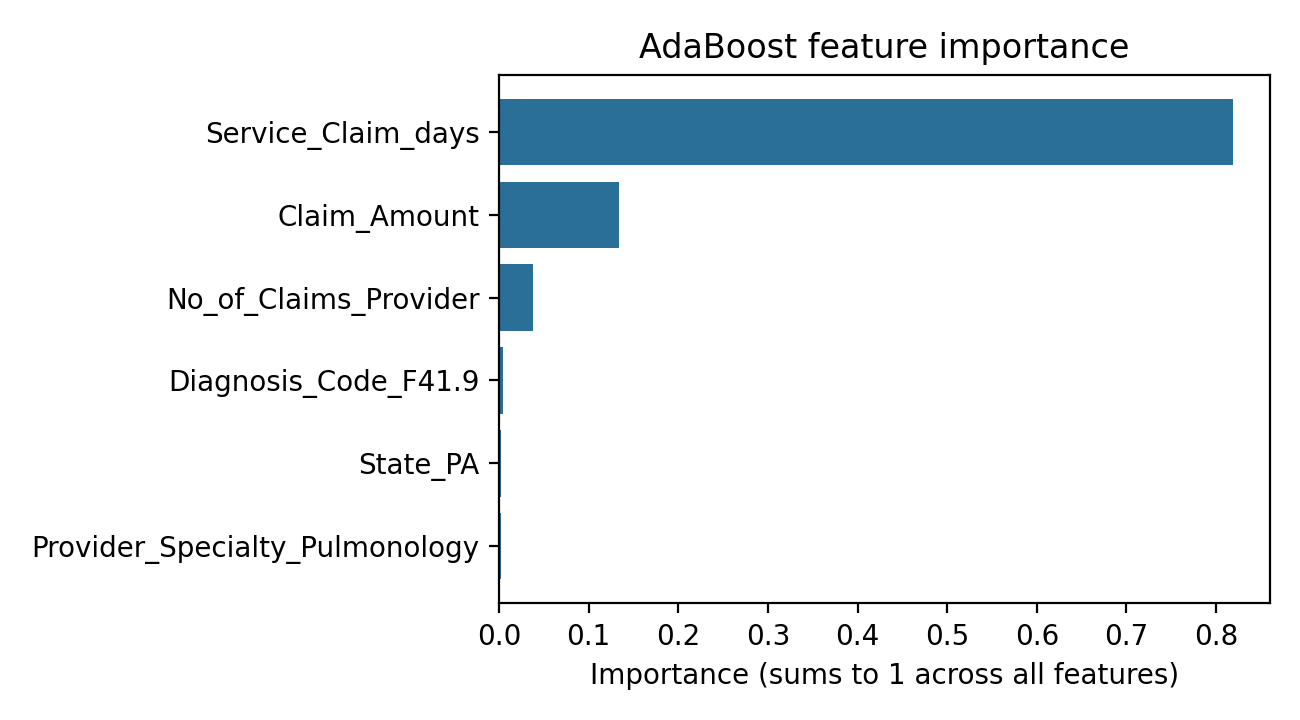 AdaBoost feature importance
Service_Claim_days
Claim_Amount
No_of_Claims_Provider
Diagnosis_Code_F41.9
State_PA
Provider_Specialty_Pulmonology
0.0 0.1 0.2 0.3 0.4 0.5 0.6 0.7 0.8
Importance (sums to 1 across all features)